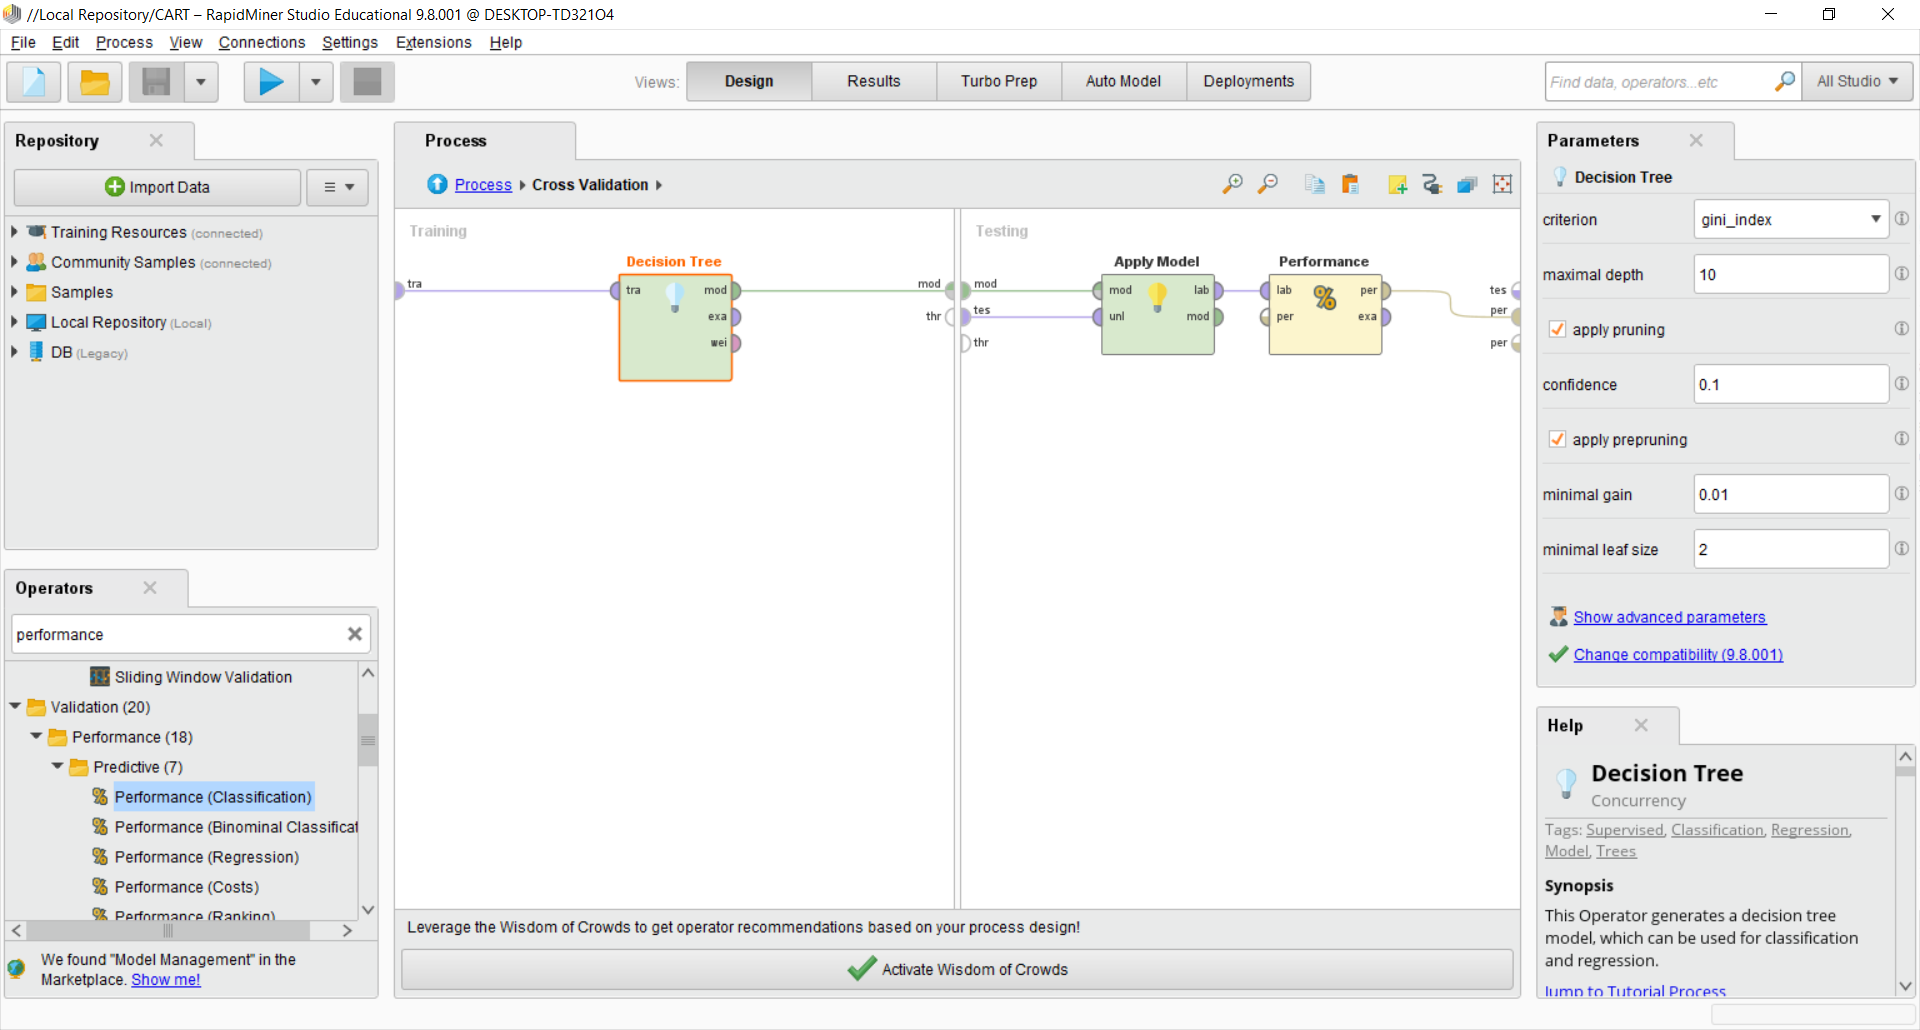 //Local Repository/CART – RapidMiner Studio Educational 9.8.001 @ DESKTOP-TD321O4
File Edit Process View Connections Settings Extensions Help
Views: Design Results Turbo Prep Auto Model Deployments
Find data, operators...etc All Studio
Repository
Import Data
Training Resources (connected)
Community Samples (connected)
Samples
Local Repository (Local)
DB (Legacy)
Operators
performance
Sliding Window Validation
Validation (20)
Performance (18)
Predictive (7)
Performance (Classification)
Performance (Binominal Classificat
Performance (Regression)
Performance (Costs)
Performance (Ranking)
We found "Model Management" in the
Marketplace. Show me!
Process
Process Cross Validation
Training
tra
Decision Tree
tra mod
exa
wei
mod
thr
Testing
mod
tes
thr
Apply Model
mod lab
unl mod
Performance
lab per
per exa
tes
per
per
Leverage the Wisdom of Crowds to get operator recommendations based on your process design!
Activate Wisdom of Crowds
Parameters
Decision Tree
criterion gini_index
maximal depth 10
apply pruning
confidence 0.1
apply prepruning
minimal gain 0.01
minimal leaf size 2
Show advanced parameters
Change compatibility (9.8.001)
Help
Decision Tree
Concurrency
Tags: Supervised, Classification, Regression,
Model, Trees
Synopsis
This Operator generates a decision tree
model, which can be used for classification
and regression.
Jump to Tutorial Process